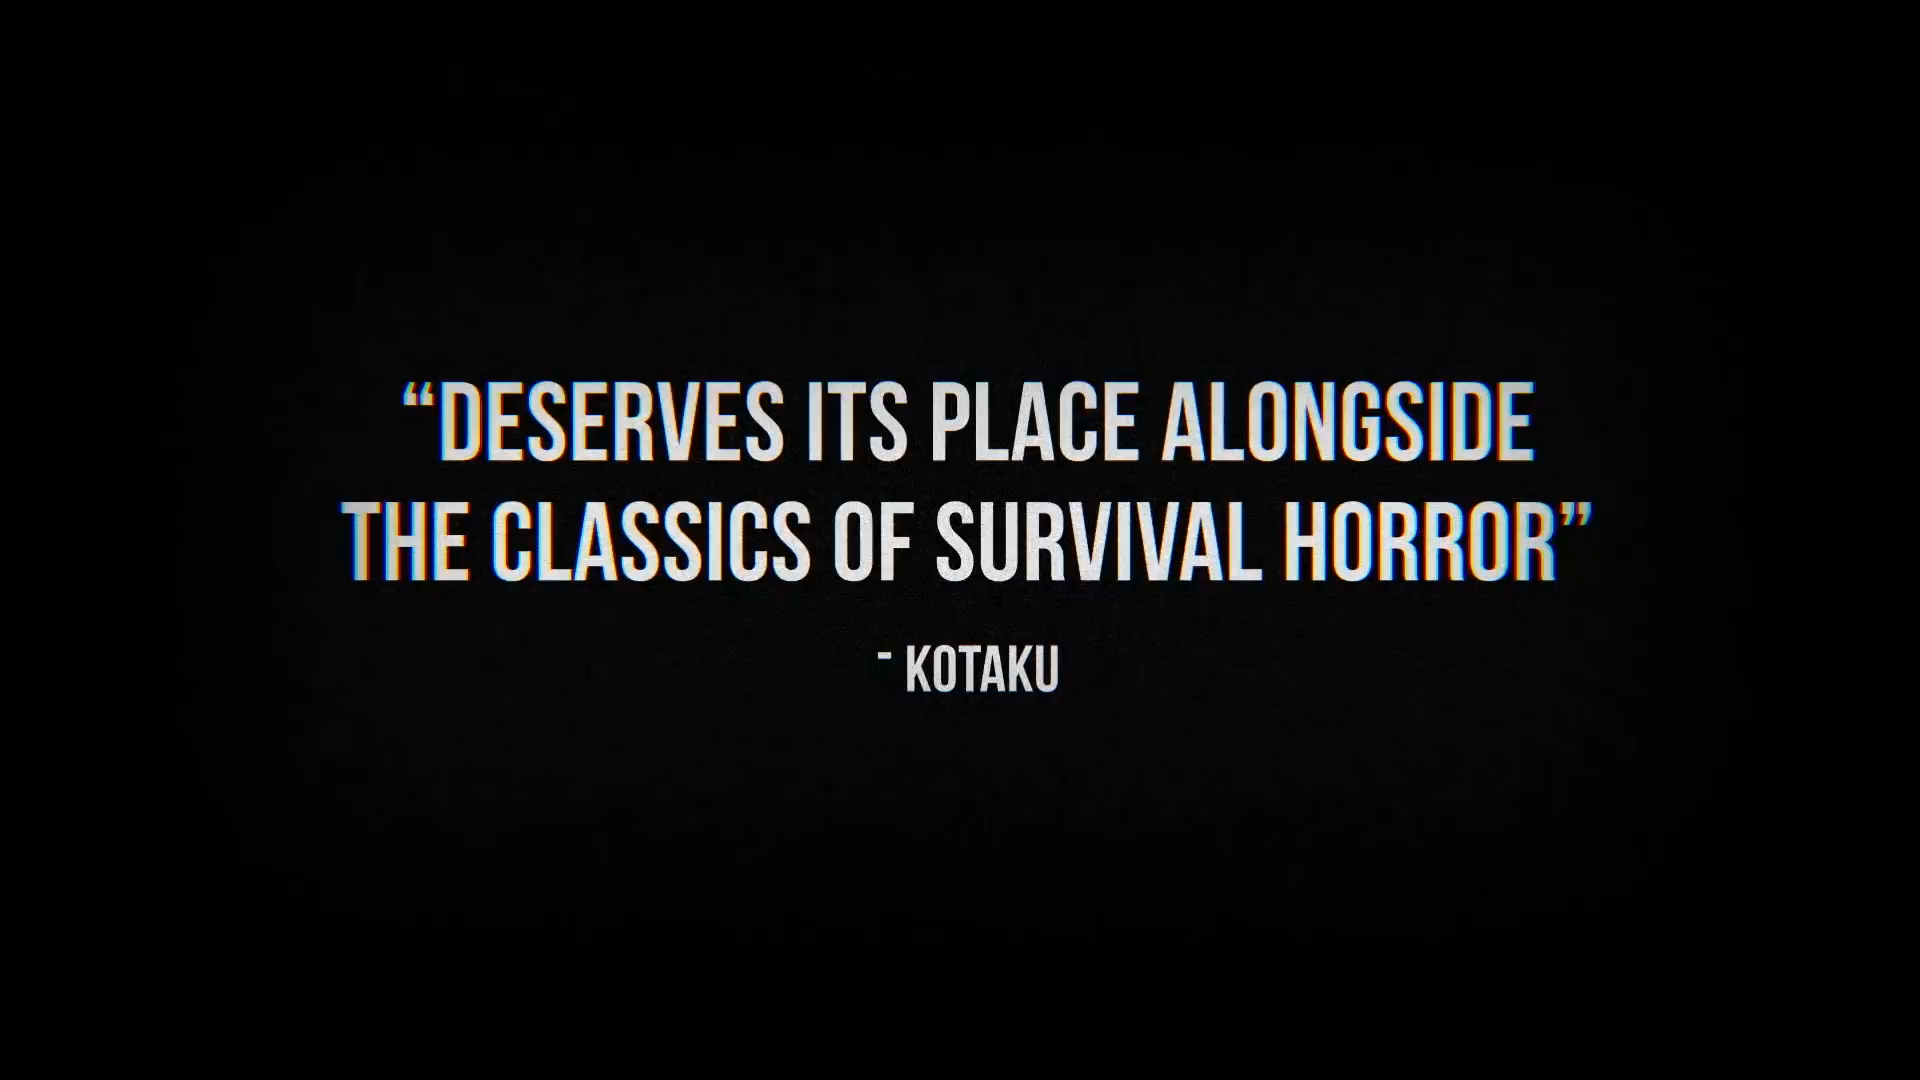 “DESERVES ITS PLACE ALONGSIDE
THE CLASSICS OF SURVIVAL HORROR”
- KOTAKU